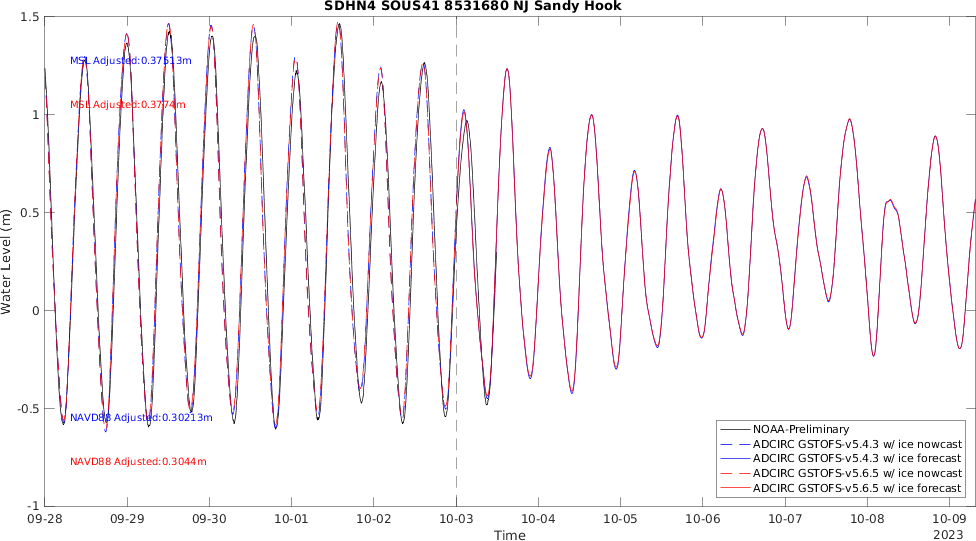 SDHN4 SOUS41 8531680 NJ Sandy Hook
1.5
1
0.5
0
-0.5
-1
Water Level (m)
MSL Adjusted:0.37513m
MSL Adjusted:0.3774m
NAVD88 Adjusted:0.30213m
NAVD88 Adjusted:0.3044m
NOAA-Preliminary
ADCIRC GSTOFS-v5.4.3 w/ ice nowcast
ADCIRC GSTOFS-v5.4.3 w/ ice forecast
ADCIRC GSTOFS-v5.6.5 w/ ice nowcast
ADCIRC GSTOFS-v5.6.5 w/ ice forecast
09-28 09-29 09-30 10-01 10-02 10-03 10-04 10-05 10-06 10-07 10-08 10-09
Time
2023